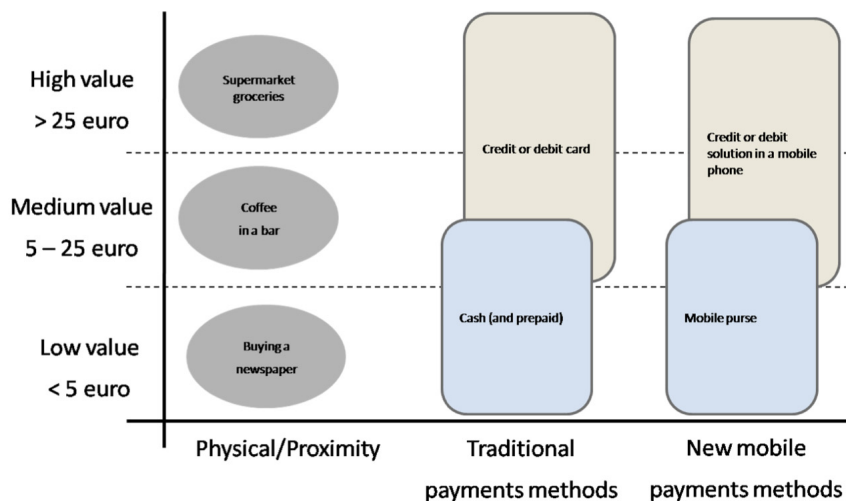 High value
> 25 euro
Supermarket
groceries
Credit or debit card
Credit or debit
solution in a mobile
phone
Medium value
5 – 25 euro
Coffee
in a bar
Low value
< 5 euro
Buying a
newspaper
Cash (and prepaid)
Mobile purse
Physical/Proximity
Traditional
payments methods
New mobile
payments methods